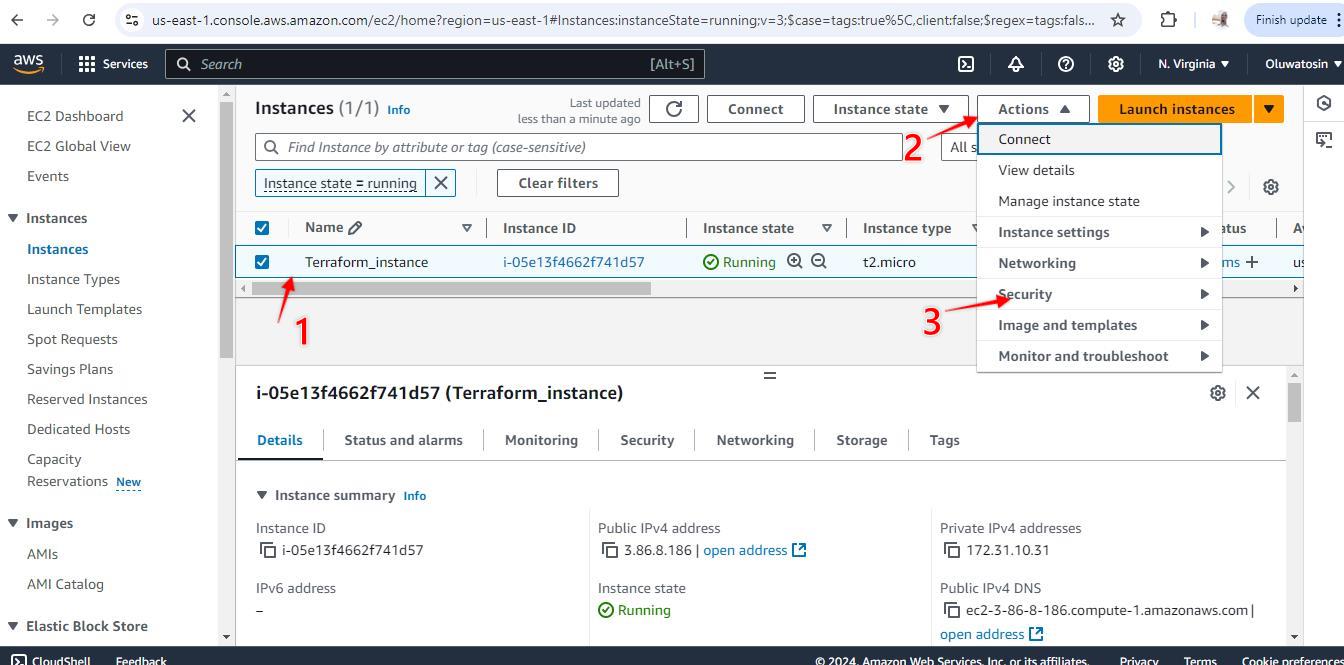 us-east-1.console.aws.amazon.com/ec2/home?region=us-east-1#Instances:instanceState=running;v=3;$case=tags:true%5C,client:false;$regex=tags:fals...
Finish update
aws
Services
Search [Alt+S]
N. Virginia
Oluwatosin
EC2 Dashboard
EC2 Global View
Events
Instances
Instances
Instance Types
Launch Templates
Spot Requests
Savings Plans
Reserved Instances
Dedicated Hosts
Capacity
Reservations New
Images
AMIs
AMI Catalog
Elastic Block Store
Instances (1/1) Info
Last updated
less than a minute ago
Connect
Instance state
Actions
Launch instances
Find Instance by attribute or tag (case-sensitive)
All s
Instance state = running
Clear filters
Name Instance ID Instance state Instance type
Terraform_instance i-05e13f4662f741d57 Running t2.micro
Connect
View details
Manage instance state
Instance settings
Networking
Security
Image and templates
Monitor and troubleshoot
1
2
3
i-05e13f4662f741d57 (Terraform_instance)
Details Status and alarms Monitoring Security Networking Storage Tags
Instance summary Info
Instance ID
i-05e13f4662f741d57
IPv6 address
–
Public IPv4 address
3.86.8.186 | open address
Instance state
Running
Private IPv4 addresses
172.31.10.31
Public IPv4 DNS
ec2-3-86-8-186.compute-1.amazonaws.com |
open address
CloudShell Feedback
© 2024, Amazon Web Services, Inc. or its affiliates. Privacy Terms Cookie preferences